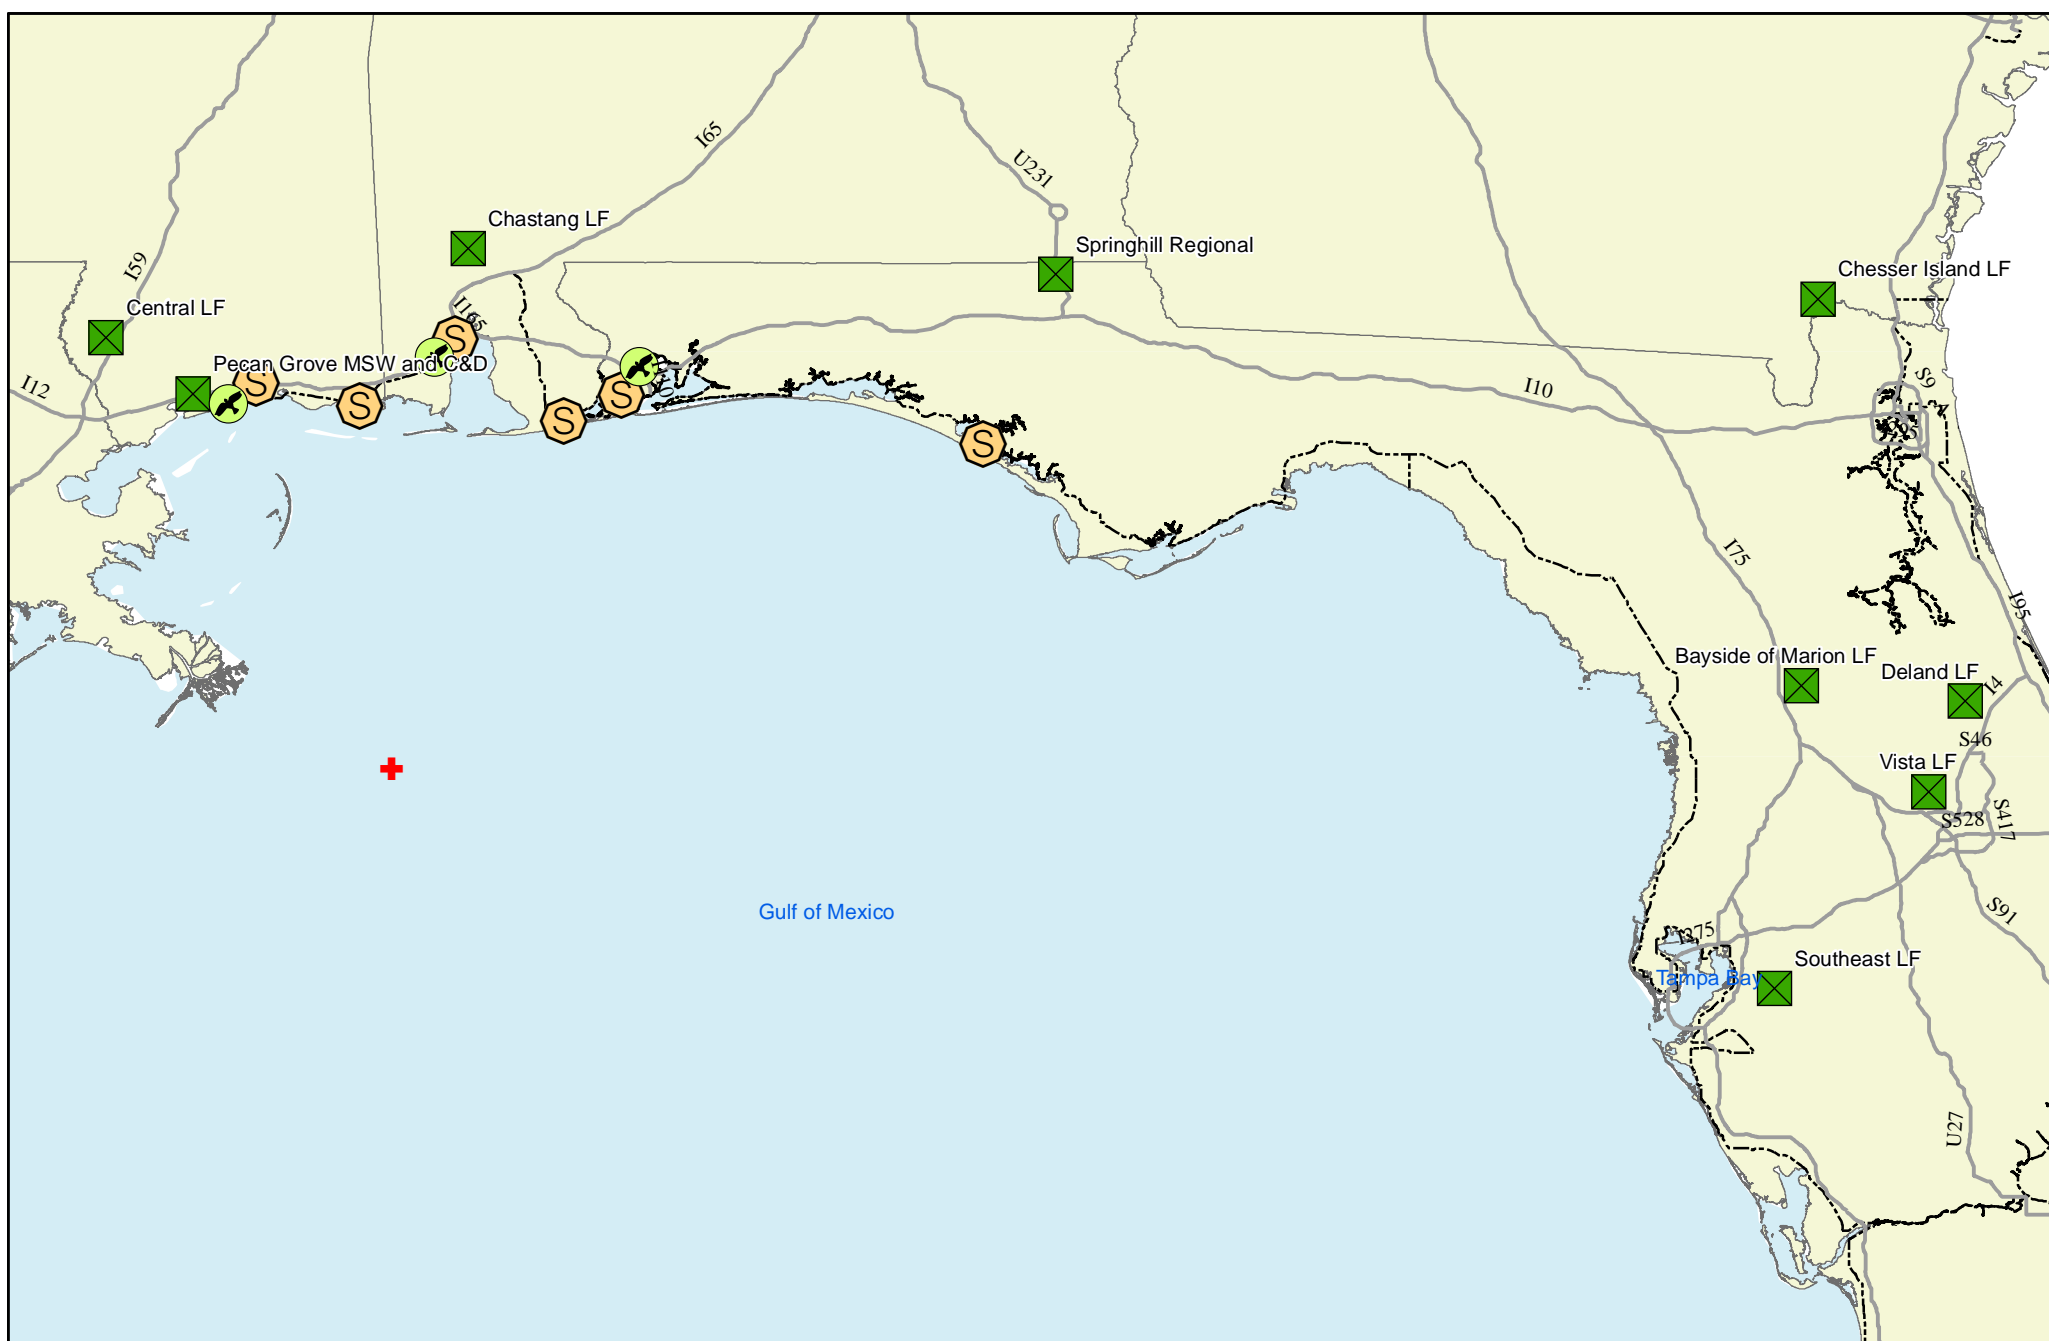 I65
U231
Chastang LF
Springhill Regional
I59
Chesser Island LF
Central LF
I165
Pecan Grove MSW and C&D
S
S
S
S
S
S
I12
I10
S9
I75
I95
Bayside of Marion LF
Deland LF
I4
S46
Vista LF
S417
S528
Gulf of Mexico
S91
I275
Southeast LF
Tampa Bay
U27